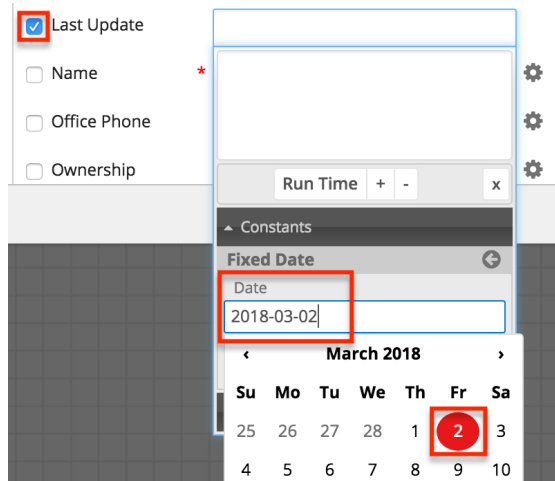 Last Update
Name *
Office Phone
Ownership
Run Time + - x
Constants
Fixed Date
Date
2018-03-02
‹ March 2018 ›
Su Mo Tu We Th Fr Sa
25 26 27 28 1 2 3
4 5 6 7 8 9 10